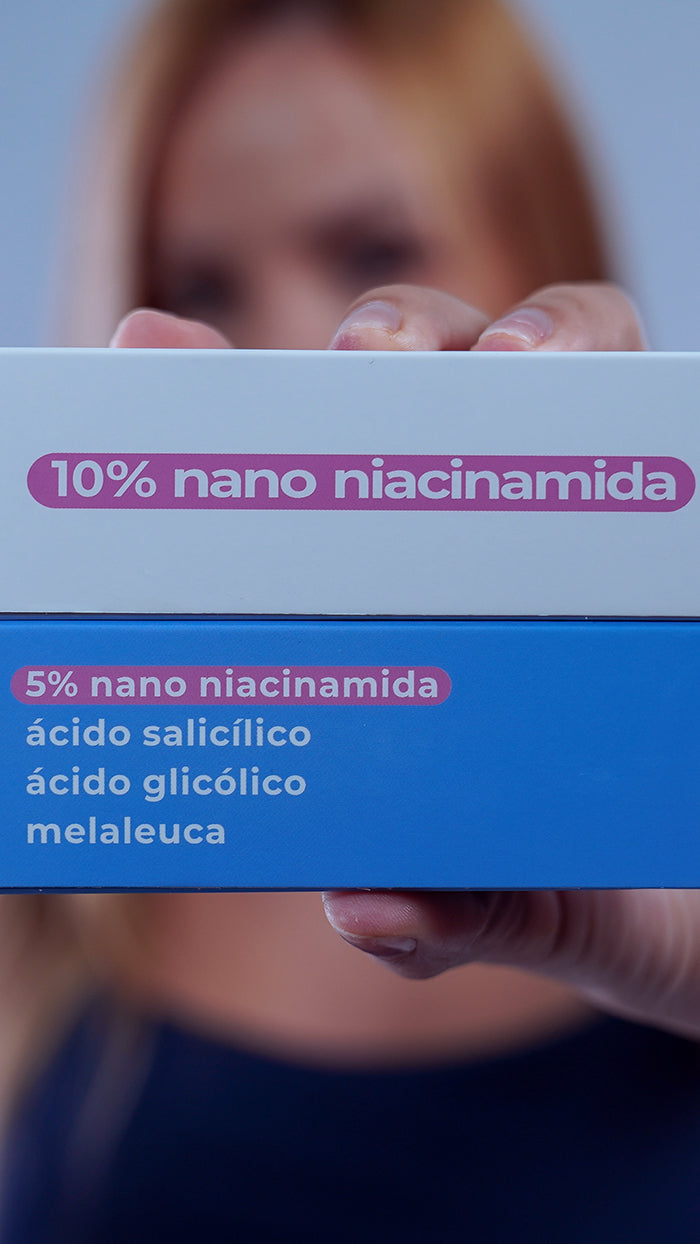 10% nano niacinamida
5% nano niacinamida
ácido salicílico
ácido glicólico
melaleuca